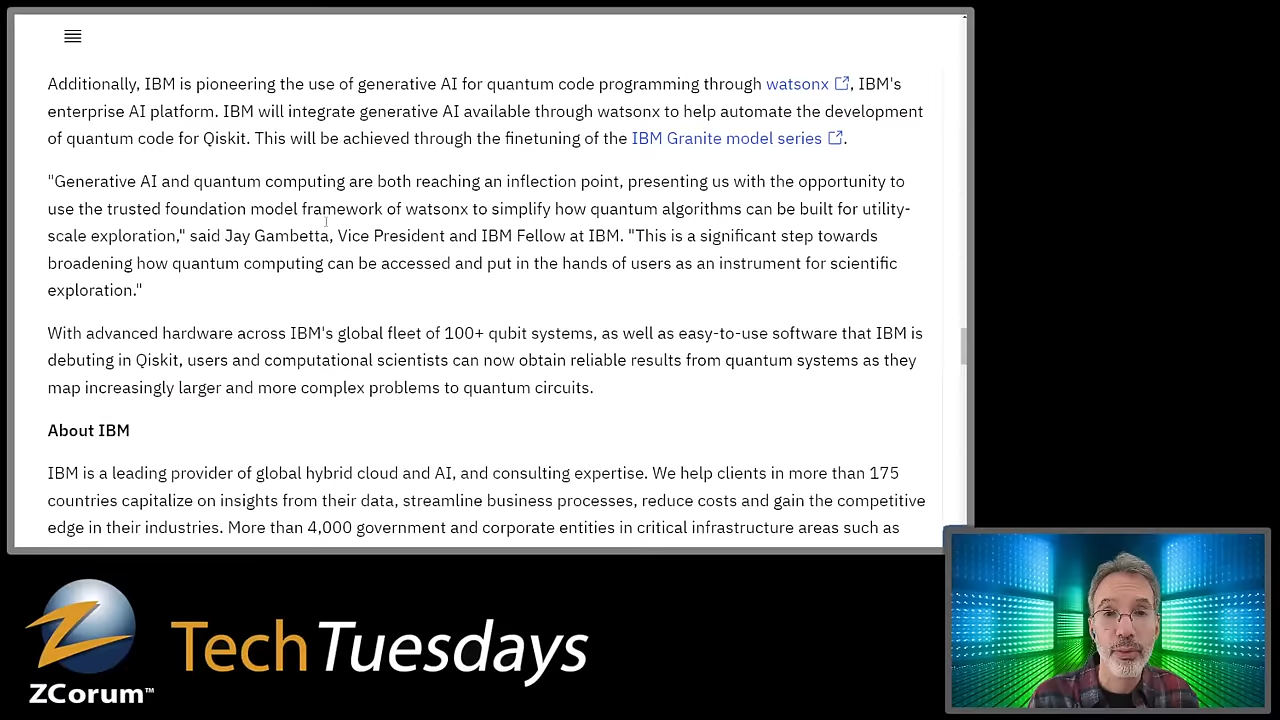 Additionally, IBM is pioneering the use of generative AI for quantum code programming through watsonx, IBM's
enterprise AI platform. IBM will integrate generative AI available through watsonx to help automate the development
of quantum code for Qiskit. This will be achieved through the finetuning of the IBM Granite model series.
"Generative AI and quantum computing are both reaching an inflection point, presenting us with the opportunity to
use the trusted foundation model framework of watsonx to simplify how quantum algorithms can be built for utility-
scale exploration," said Jay Gambetta, Vice President and IBM Fellow at IBM. "This is a significant step towards
broadening how quantum computing can be accessed and put in the hands of users as an instrument for scientific
exploration."
With advanced hardware across IBM's global fleet of 100+ qubit systems, as well as easy-to-use software that IBM is
debuting in Qiskit, users and computational scientists can now obtain reliable results from quantum systems as they
map increasingly larger and more complex problems to quantum circuits.
About IBM
IBM is a leading provider of global hybrid cloud and AI, and consulting expertise. We help clients in more than 175
countries capitalize on insights from their data, streamline business processes, reduce costs and gain the competitive
edge in their industries. More than 4,000 government and corporate entities in critical infrastructure areas such as
Z
ZCorum™
TechTuesdays